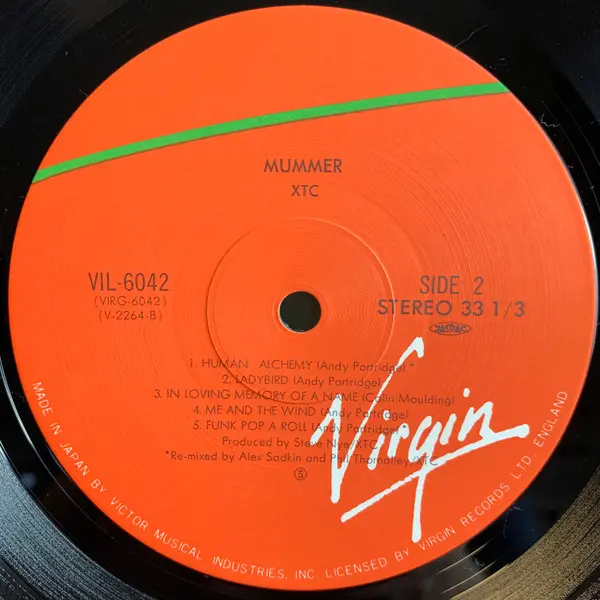 MUMMER
XTC
VIL-6042
(VIRG-6042)
(V-2264-B)
SIDE 2
STEREO 33 1/3
JASRAC
1. HUMAN ALCHEMY (Andy Partridge)*
2. LADYBIRD (Andy Partridge)
3. IN LOVING MEMORY OF A NAME (Colin Moulding)
4. ME AND THE WIND (Andy Partridge)
5. FUNK POP A ROLL (Andy Partridge)
Produced by Steve Nye/XTC
*Re-mixed by Alex Sadkin and Phil Thornalley/XTC
Ⓢ
Virgin
MADE IN JAPAN BY VICTOR MUSICAL INDUSTRIES, INC. LICENSED BY VIRGIN RECORDS LTD. ENGLAND